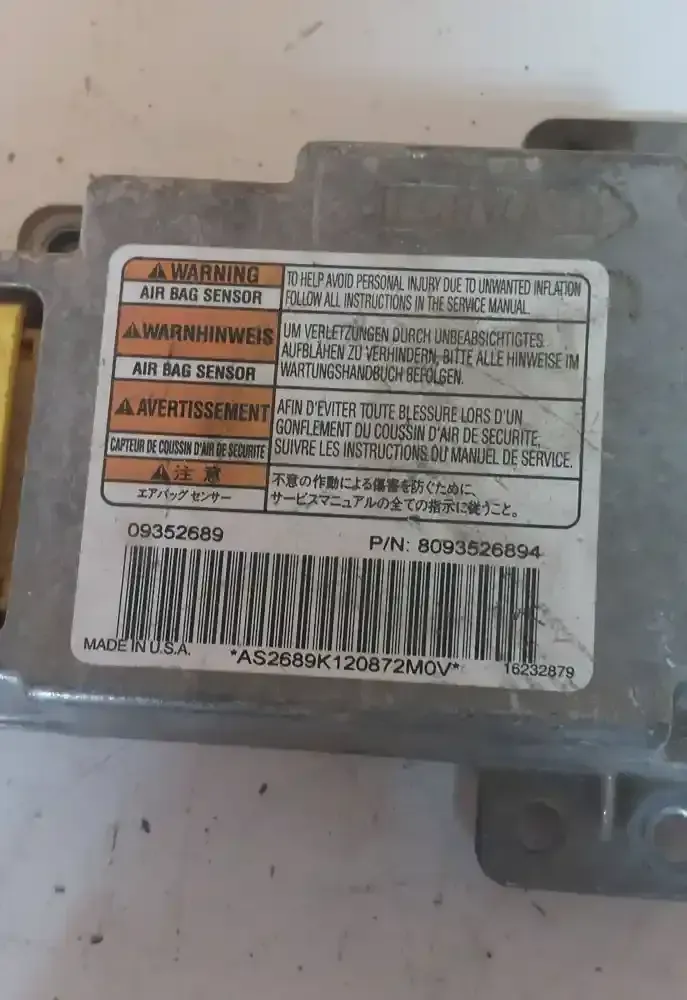 WARNING
AIR BAG SENSOR
TO HELP AVOID PERSONAL INJURY DUE TO UNWANTED INFLATION
FOLLOW ALL INSTRUCTIONS IN THE SERVICE MANUAL.
WARNHINWEIS
AIR BAG SENSOR
UM VERLETZUNGEN DURCH UNBEABSICHTIGTES
AUFBLÄHEN ZU VERHINDERN, BITTE ALLE HINWEISE IM
WARTUNGSHANDBUCH BEFOLGEN.
AVERTISSEMENT
CAPTEUR DE COUSSIN D'AIR DE SECURITE
AFIN D'EVITER TOUTE BLESSURE LORS D'UN
GONFLEMENT DU COUSSIN D'AIR DE SECURITE,
SUIVRE LES INSTRUCTIONS DU MANUEL DE SERVICE.
注意
エアバッグ センサー
不意の作動による傷害を防ぐために、
サービスマニュアルの全ての指示に従うこと。
09352689
P/N: 8093526894
MADE IN U.S.A.
*AS2689K120872M0V*
16232879